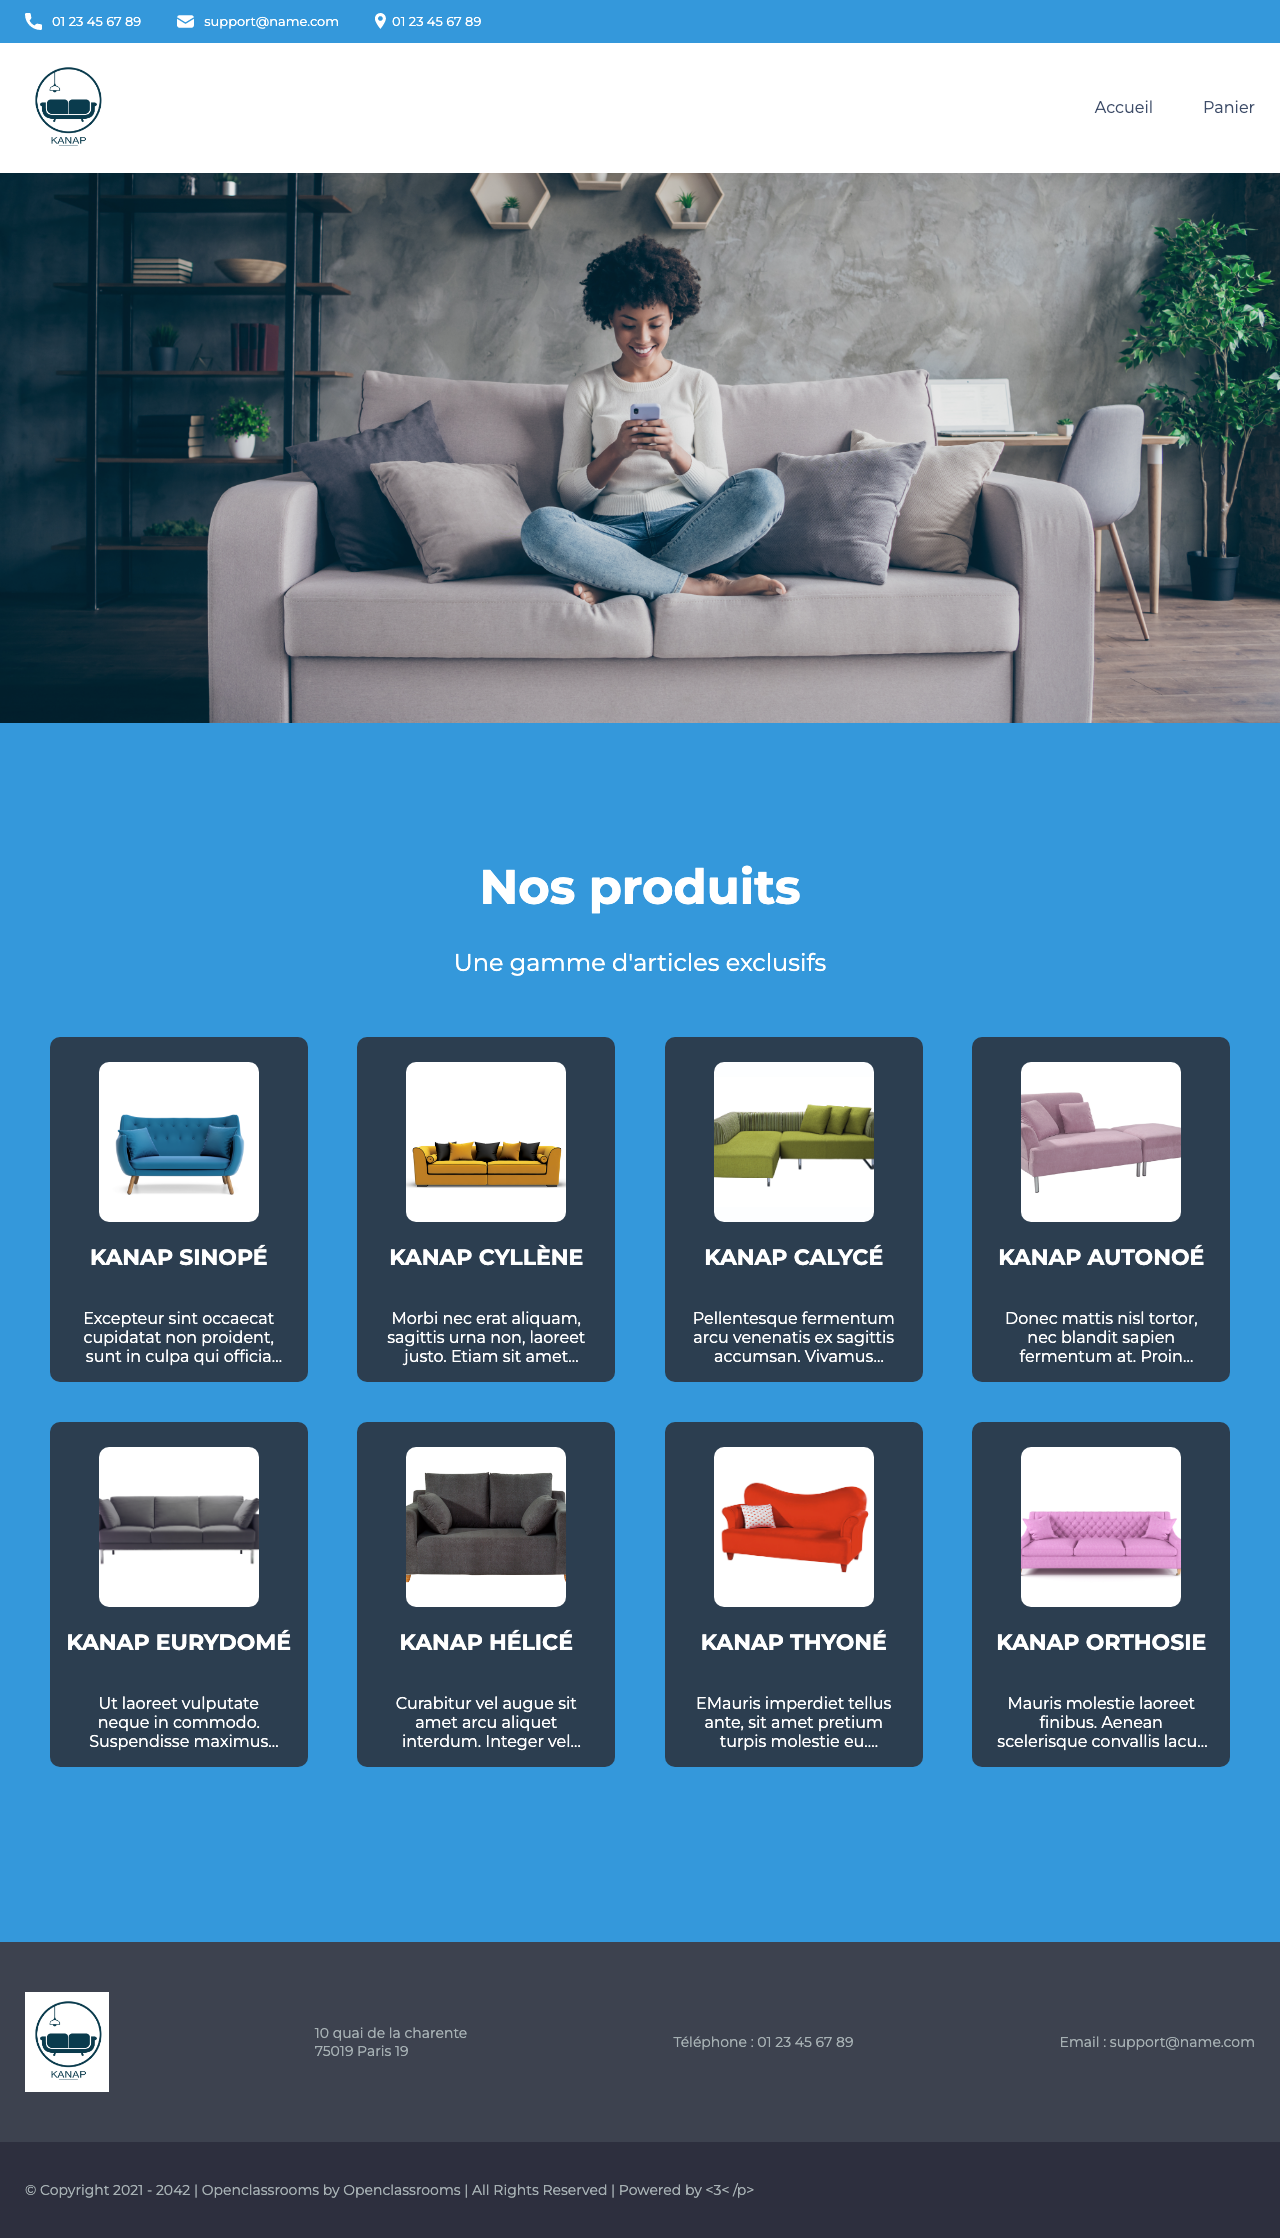 01 23 45 67 89
support@name.com
01 23 45 67 89
KANAP
Accueil
Panier
Nos produits
Une gamme d'articles exclusifs
KANAP SINOPÉ
Excepteur sint occaecat
cupidatat non proident,
sunt in culpa qui officia...
KANAP CYLLÈNE
Morbi nec erat aliquam,
sagittis urna non, laoreet
justo. Etiam sit amet...
KANAP CALYCÉ
Pellentesque fermentum
arcu venenatis ex sagittis
accumsan. Vivamus...
KANAP AUTONOÉ
Donec mattis nisl tortor,
nec blandit sapien
fermentum at. Proin...
KANAP EURYDOMÉ
Ut laoreet vulputate
neque in commodo.
Suspendisse maximus...
KANAP HÉLICÉ
Curabitur vel augue sit
amet arcu aliquet
interdum. Integer vel...
KANAP THYONÉ
EMauris imperdiet tellus
ante, sit amet pretium
turpis molestie eu....
KANAP ORTHOSIE
Mauris molestie laoreet
finibus. Aenean
scelerisque convallis lacu...
KANAP
10 quai de la charente
75019 Paris 19
Téléphone : 01 23 45 67 89
Email : support@name.com
© Copyright 2021 - 2042 | Openclassrooms by Openclassrooms | All Rights Reserved | Powered by <3< /p>